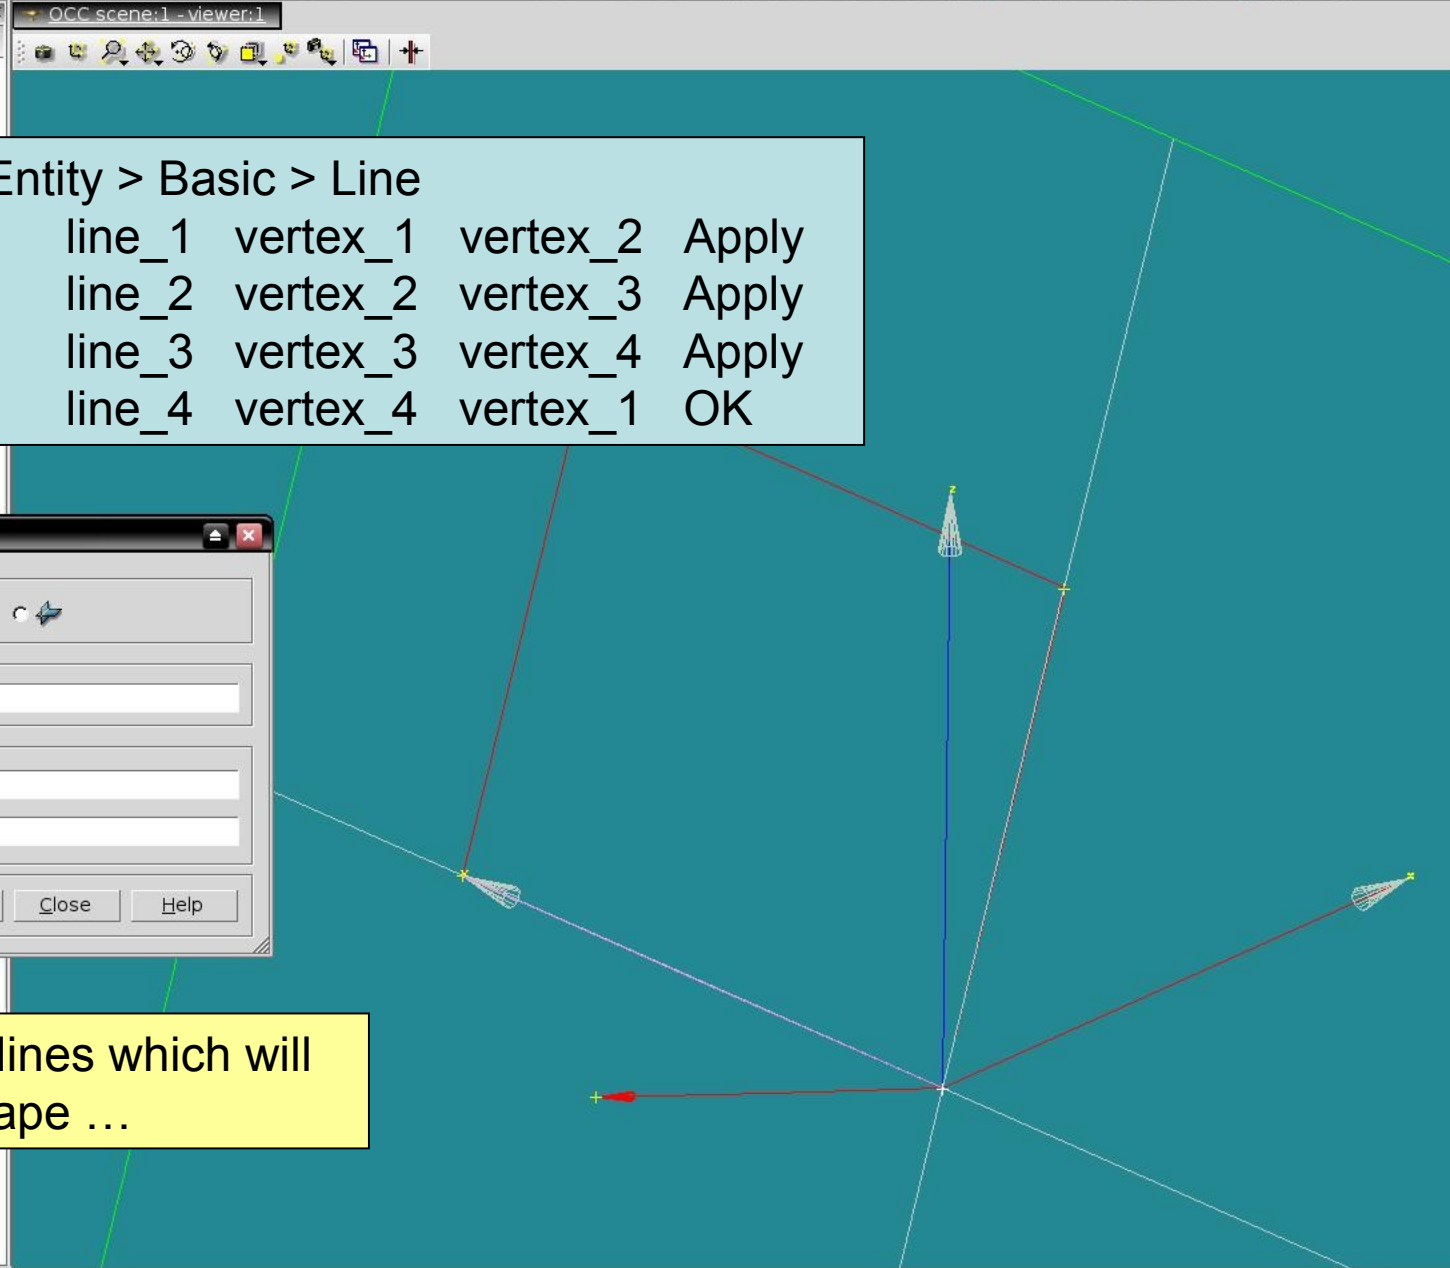 OCC scene:1 - viewer:1
Entity > Basic > Line
line_1 vertex_1 vertex_2 Apply
line_2 vertex_2 vertex_3 Apply
line_3 vertex_3 vertex_4 Apply
line_4 vertex_4 vertex_1 OK
z
Close Help
lines which will
ape …